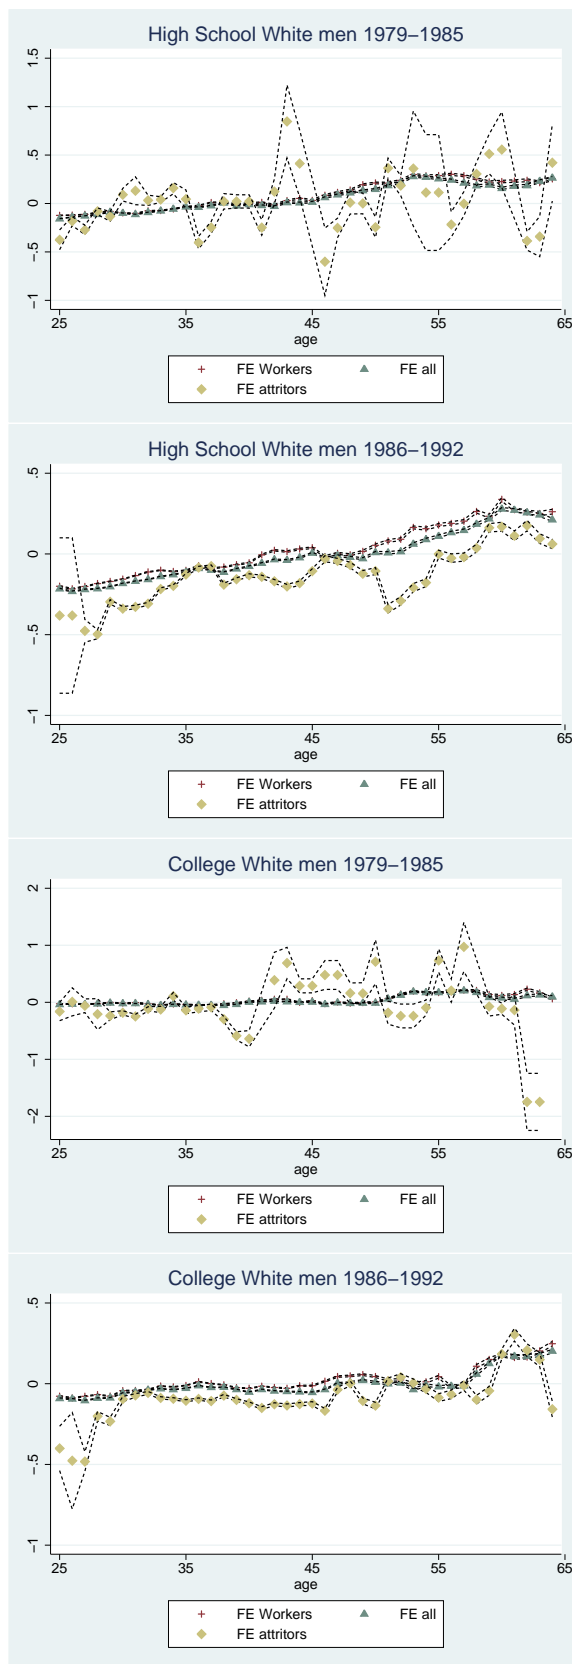 High School White men 1979–1985
1.5
1
.5
0
−.5
−1
25 35 45 55 65
age
FE Workers FE all
FE attritors
High School White men 1986–1992
.5
0
−.5
−1
25 35 45 55 65
age
FE Workers FE all
FE attritors
College White men 1979–1985
2
1
0
−1
−2
25 35 45 55 65
age
FE Workers FE all
FE attritors
College White men 1986–1992
.5
0
−.5
−1
25 35 45 55 65
age
FE Workers FE all
FE attritors